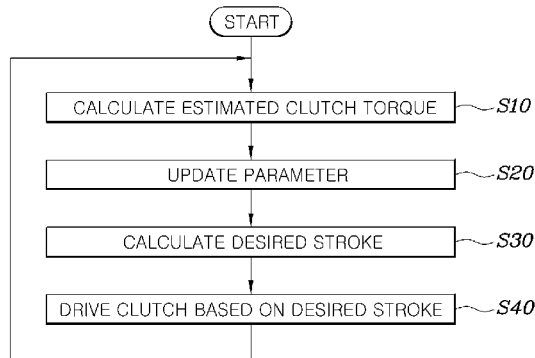 START
CALCULATE ESTIMATED CLUTCH TORQUE
S10
UPDATE PARAMETER
S20
CALCULATE DESIRED STROKE
S30
DRIVE CLUTCH BASED ON DESIRED STROKE
S40